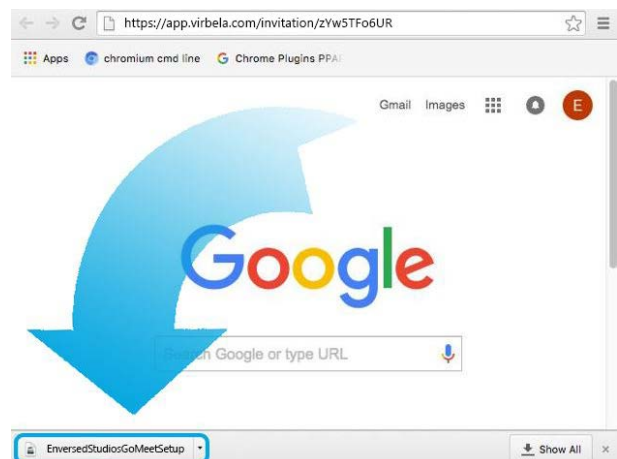 https://app.virbela.com/invitation/zYw5TFo6UR
Apps chromium cmd line Chrome Plugins PPA
Gmail Images E
Google
Search Google or type URL
EnversedStudiosGoMeetSetup Show All